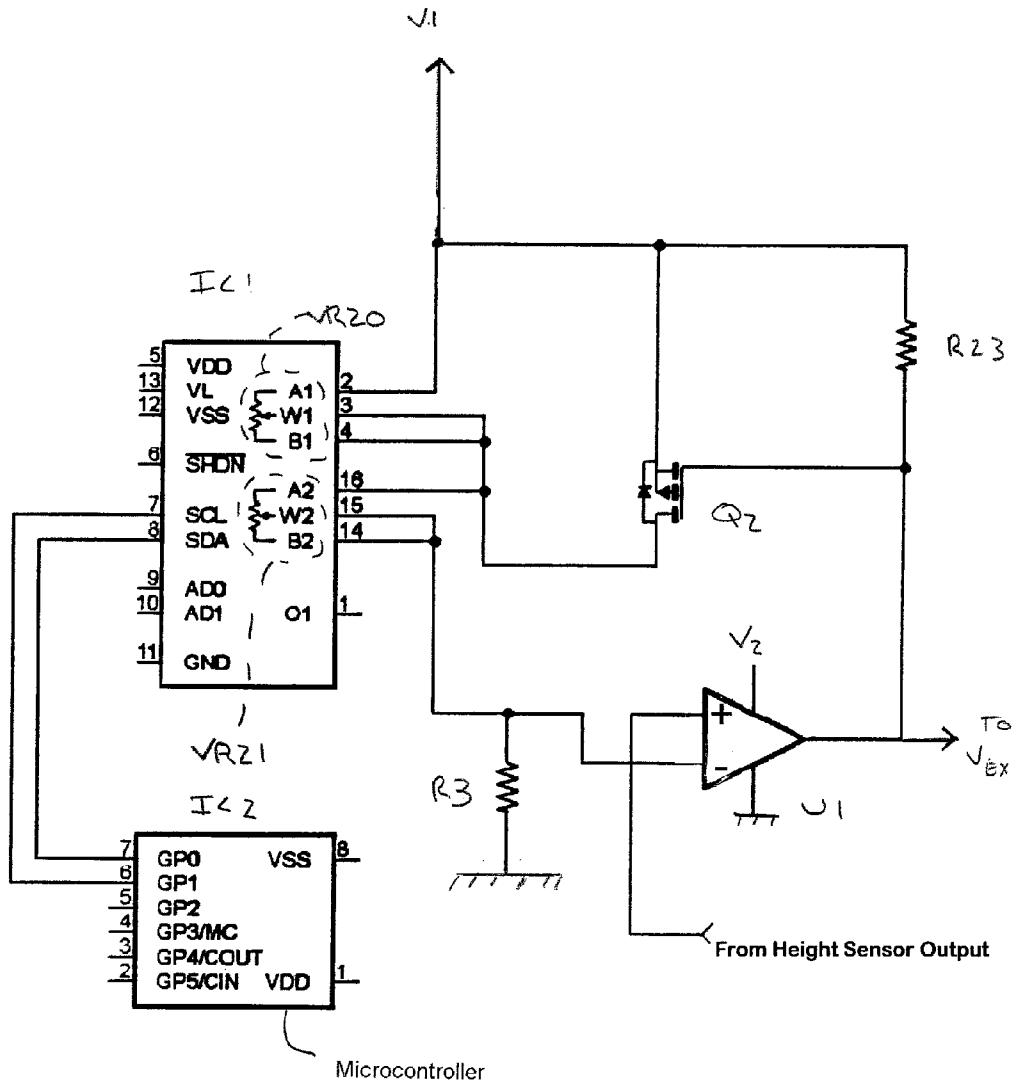 V1
IC1
VR20
5 VDD
13 VL
12 VSS
6 SHDN
7 SCL
8 SDA
9 AD0
10 AD1
11 GND
A1 2
W1 3
B1 4
A2 16
W2 15
B2 14
O1 1
VR21
R23
Q2
V2
+
-
U1
TO
VEX
R3
From Height Sensor Output
IC2
7 GP0
6 GP1
5 GP2
4 GP3/MC
3 GP4/COUT
2 GP5/CIN
VSS 8
VDD 1
Microcontroller